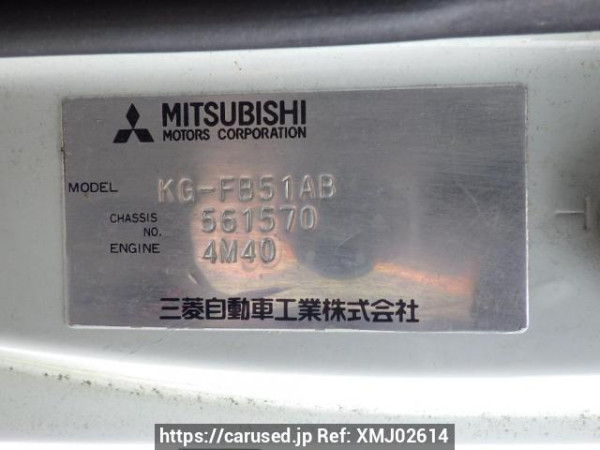 MITSUBISHI
MOTORS CORPORATION
MODEL KG-FB51AB
CHASSIS NO. 561570
ENGINE 4M40
三菱自動車工業株式会社
https://carused.jp Ref: XMJ02614